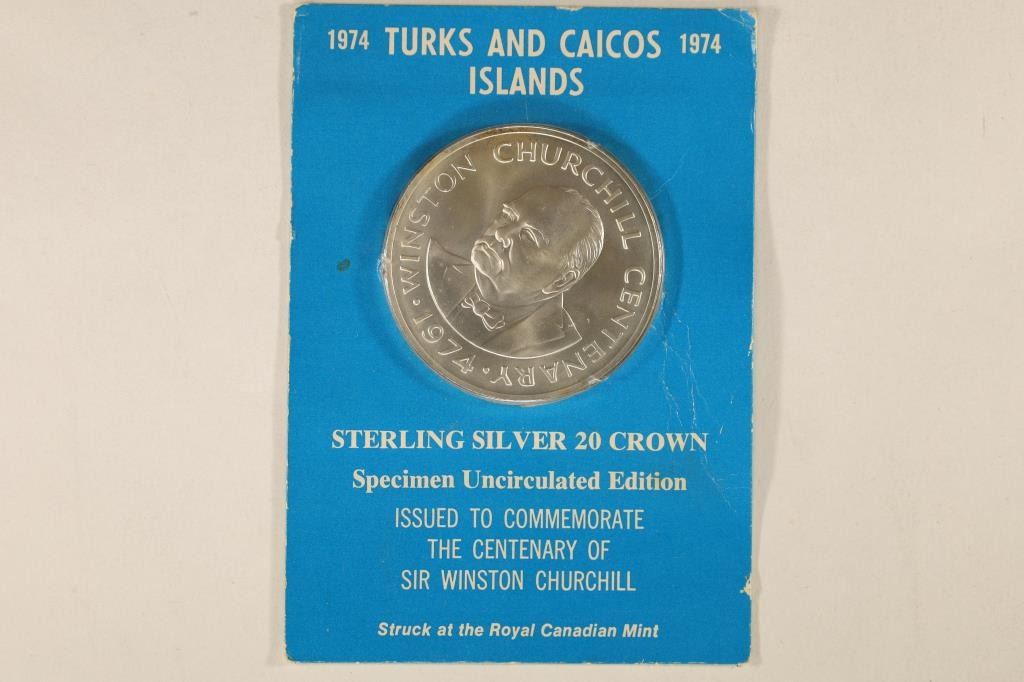 1974 TURKS AND CAICOS 1974
ISLANDS
WINSTON CHURCHILL CENTENARY · 1974 ·
STERLING SILVER 20 CROWN
Specimen Uncirculated Edition
ISSUED TO COMMEMORATE
THE CENTENARY OF
SIR WINSTON CHURCHILL
Struck at the Royal Canadian Mint